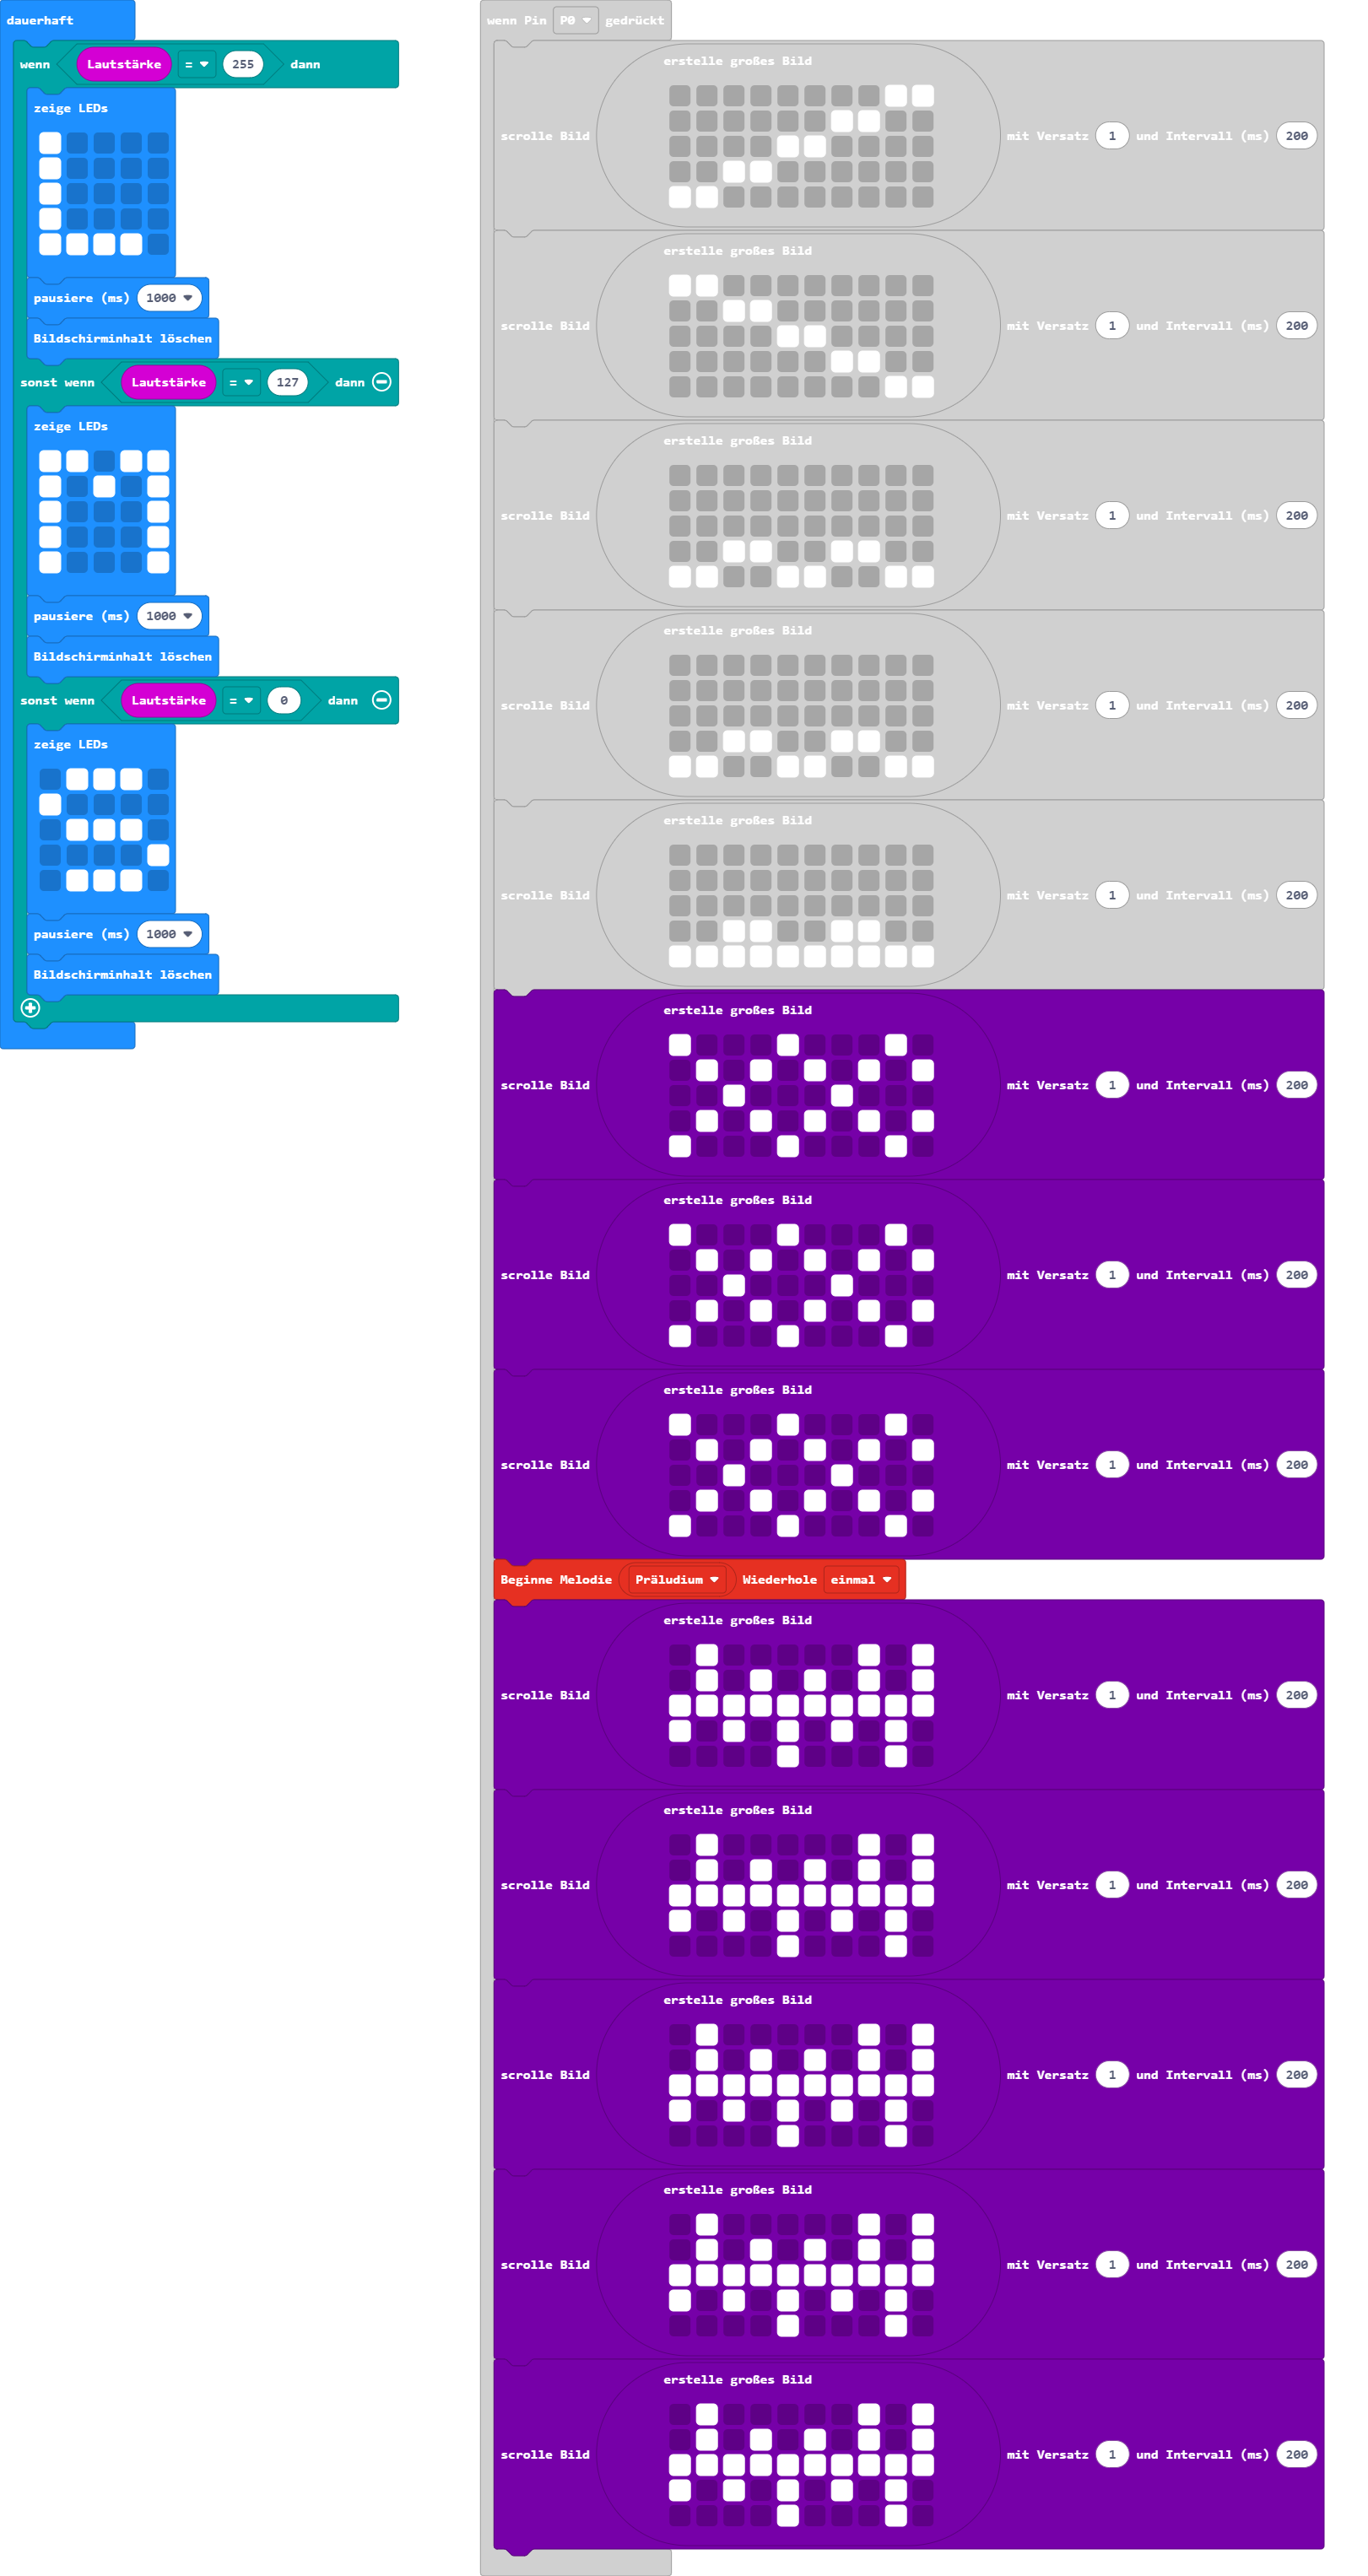 dauerhaft
wenn Lautstärke = 255 dann
zeige LEDs
pausiere (ms) 1000
Bildschirminhalt löschen
sonst wenn Lautstärke = 127 dann
zeige LEDs
pausiere (ms) 1000
Bildschirminhalt löschen
sonst wenn Lautstärke = 0 dann
zeige LEDs
pausiere (ms) 1000
Bildschirminhalt löschen
wenn Pin P0 gedrückt
erstelle großes Bild
scrolle Bild mit Versatz 1 und Intervall (ms) 200
erstelle großes Bild
scrolle Bild mit Versatz 1 und Intervall (ms) 200
erstelle großes Bild
scrolle Bild mit Versatz 1 und Intervall (ms) 200
erstelle großes Bild
scrolle Bild mit Versatz 1 und Intervall (ms) 200
erstelle großes Bild
scrolle Bild mit Versatz 1 und Intervall (ms) 200
erstelle großes Bild
scrolle Bild mit Versatz 1 und Intervall (ms) 200
erstelle großes Bild
scrolle Bild mit Versatz 1 und Intervall (ms) 200
erstelle großes Bild
scrolle Bild mit Versatz 1 und Intervall (ms) 200
Beginne Melodie Präludium Wiederhole einmal
erstelle großes Bild
scrolle Bild mit Versatz 1 und Intervall (ms) 200
erstelle großes Bild
scrolle Bild mit Versatz 1 und Intervall (ms) 200
erstelle großes Bild
scrolle Bild mit Versatz 1 und Intervall (ms) 200
erstelle großes Bild
scrolle Bild mit Versatz 1 und Intervall (ms) 200
erstelle großes Bild
scrolle Bild mit Versatz 1 und Intervall (ms) 200